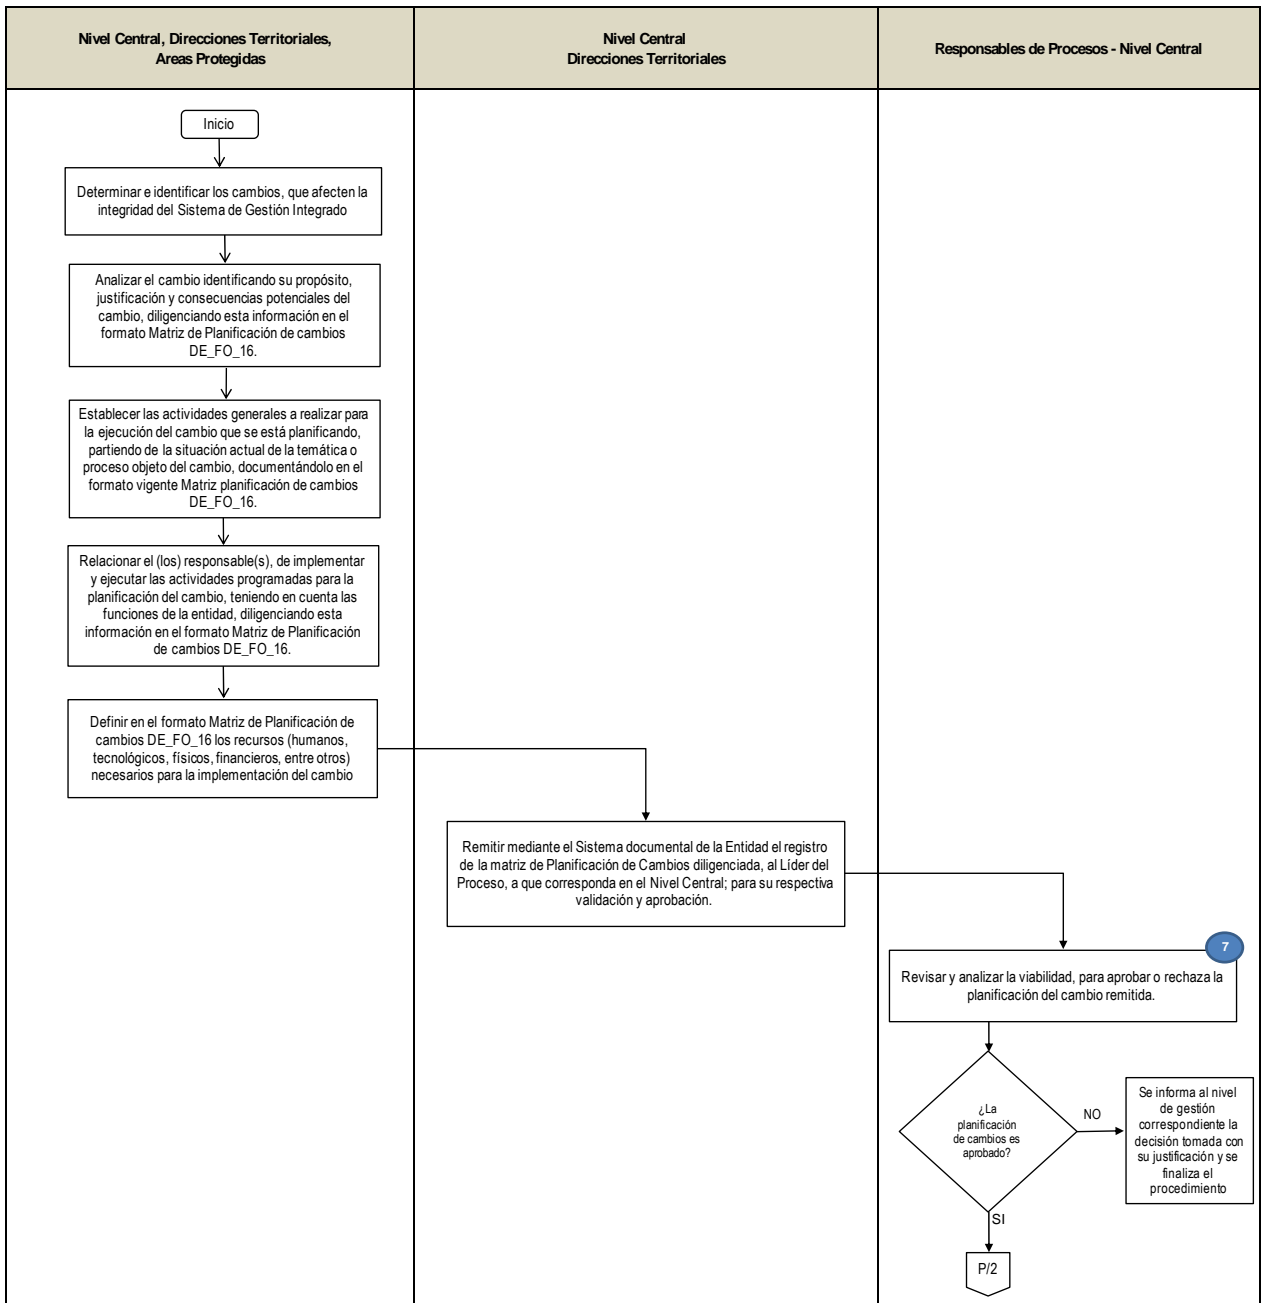 Nivel Central, Direcciones Territoriales,
Areas Protegidas
Nivel Central
Direcciones Territoriales
Responsables de Procesos - Nivel Central
Inicio
Determinar e identificar los cambios, que afecten la
integridad del Sistema de Gestión Integrado
Analizar el cambio identificando su propósito,
justificación y consecuencias potenciales del
cambio, diligenciando esta información en el
formato Matriz de Planificación de cambios
DE_FO_16.
Establecer las actividades generales a realizar para
la ejecución del cambio que se está planificando,
partiendo de la situación actual de la temática o
proceso objeto del cambio, documentándolo en el
formato vigente Matriz planificación de cambios
DE_FO_16.
Relacionar el (los) responsable(s), de implementar
y ejecutar las actividades programadas para la
planificación del cambio, teniendo en cuenta las
funciones de la entidad, diligenciando esta
información en el formato Matriz de Planificación
de cambios DE_FO_16.
Definir en el formato Matriz de Planificación de
cambios DE_FO_16 los recursos (humanos,
tecnológicos, físicos, financieros, entre otros)
necesarios para la implementación del cambio
Remitir mediante el Sistema documental de la Entidad el registro
de la matriz de Planificación de Cambios diligenciada, al Líder del
Proceso, a que corresponda en el Nivel Central; para su respectiva
validación y aprobación.
7
Revisar y analizar la viabilidad, para aprobar o rechaza la
planificación del cambio remitida.
¿La
planificación
de cambios es
aprobado?
NO
Se informa al nivel
de gestión
correspondiente la
decisión tomada con
su justificación y se
finaliza el
procedimiento
SI
P/2